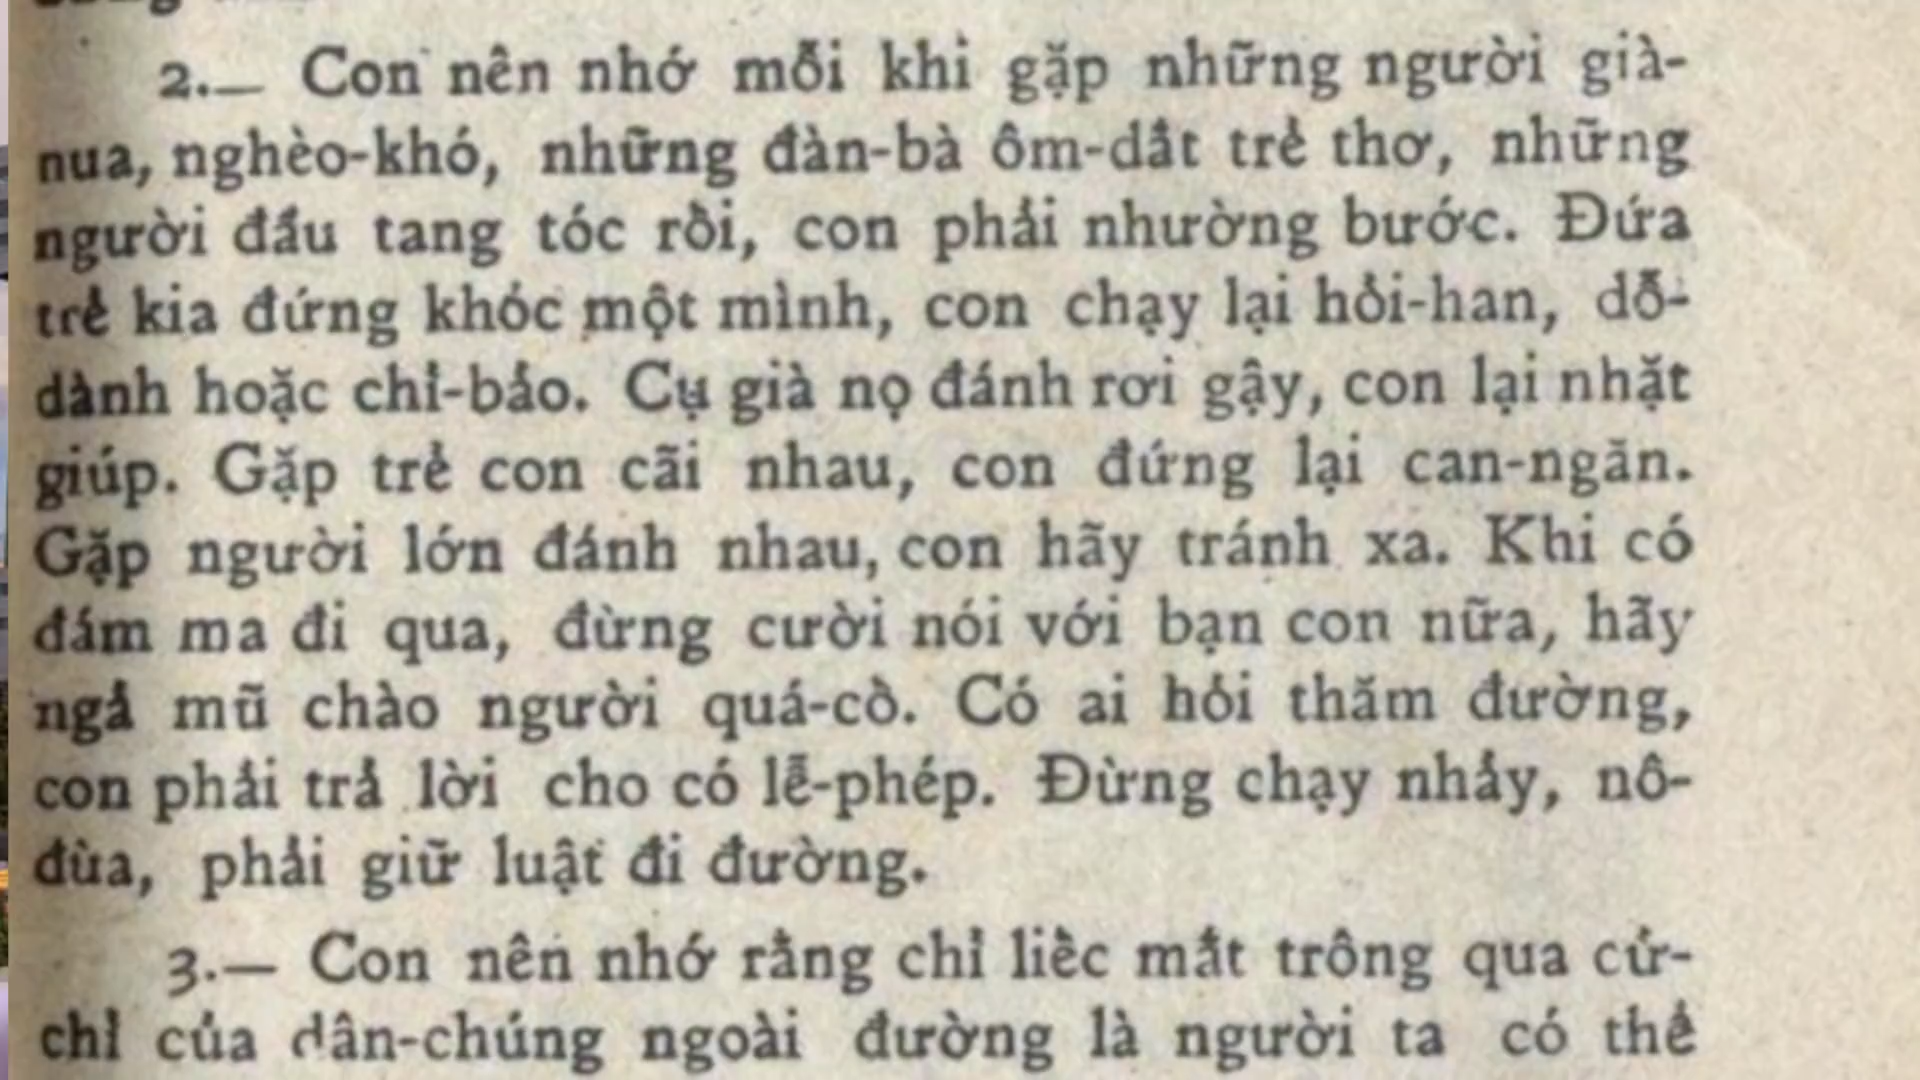 2.— Con nên nhớ mỗi khi gặp những người già-
nua, nghèo-khó, những đàn-bà ôm-dắt trẻ thơ, những
người đầu tang tóc rối, con phải nhường bước. Đứa
trẻ kia đứng khóc một mình, con chạy lại hỏi-han, dỗ-
dành hoặc chỉ-bảo. Cụ già nọ đánh rơi gậy, con lại nhặt
giúp. Gặp trẻ con cãi nhau, con đứng lại can-ngăn.
Gặp người lớn đánh nhau, con hãy tránh xa. Khi có
đám ma đi qua, đừng cười nói với bạn con nữa, hãy
ngả mũ chào người quá-cố. Có ai hỏi thăm đường,
con phải trả lời cho có lễ-phép. Đừng chạy nhảy, nô-
đùa, phải giữ luật đi đường.
3.— Con nên nhớ rằng chỉ liếc mắt trông qua cử-
chỉ của dân-chúng ngoài đường là người ta có thể